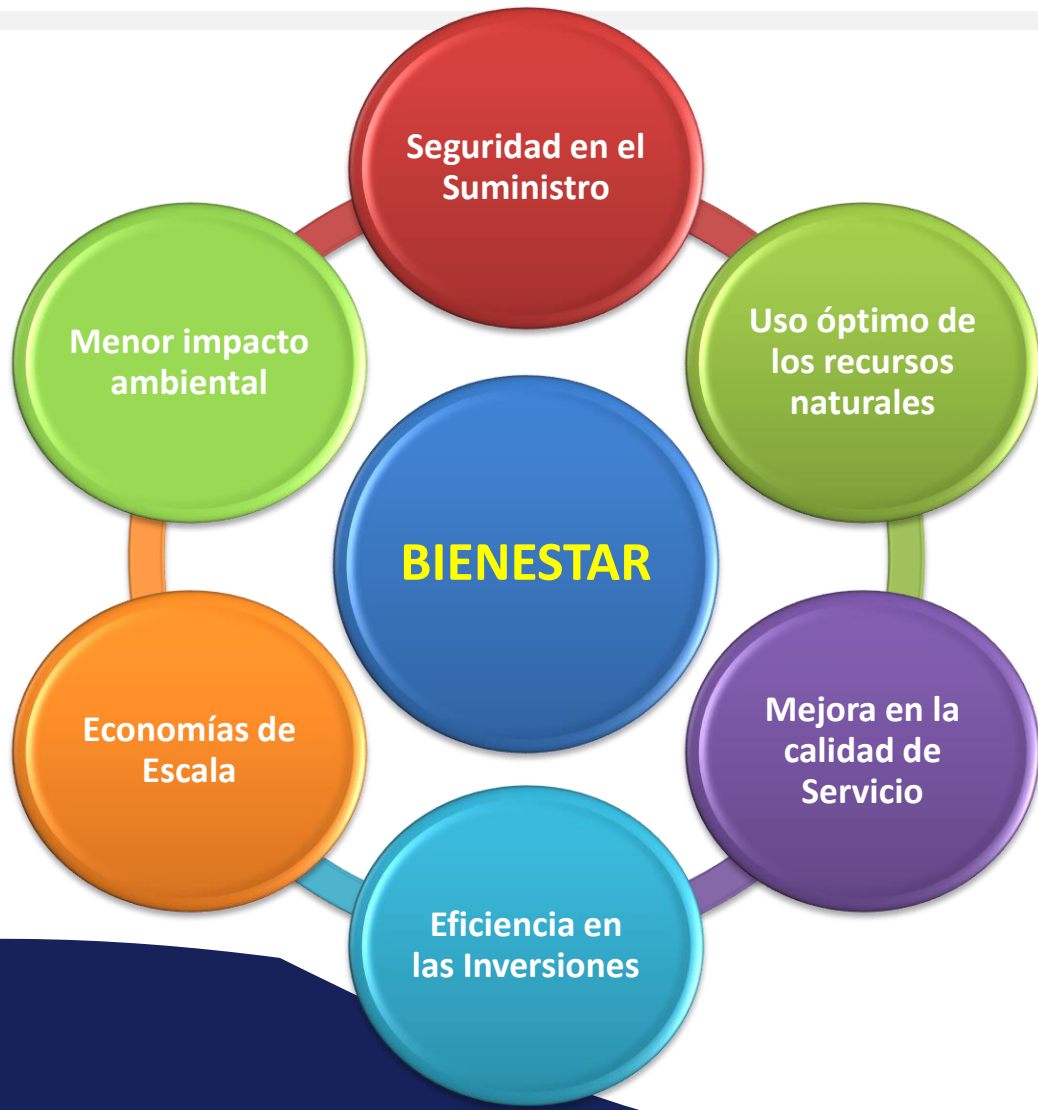 Seguridad en el
Suministro
Uso óptimo de
los recursos
naturales
Mejora en la
calidad de
Servicio
Eficiencia en
las Inversiones
Economías de
Escala
Menor impacto
ambiental
BIENESTAR